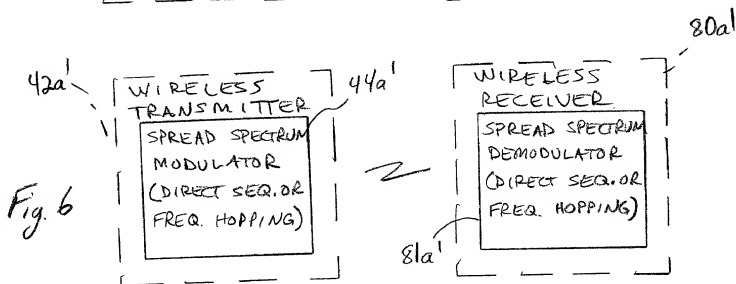 42a'
WIRELESS
TRANSMITTER
44a'
SPREAD SPECTRUM
MODULATOR
(DIRECT SEQ. OR
FREQ. HOPPING)
80a'
WIRELESS
RECEIVER
SPREAD SPECTRUM
DEMODULATOR
(DIRECT SEQ. OR
FREQ. HOPPING)
81a'
Fig. 6